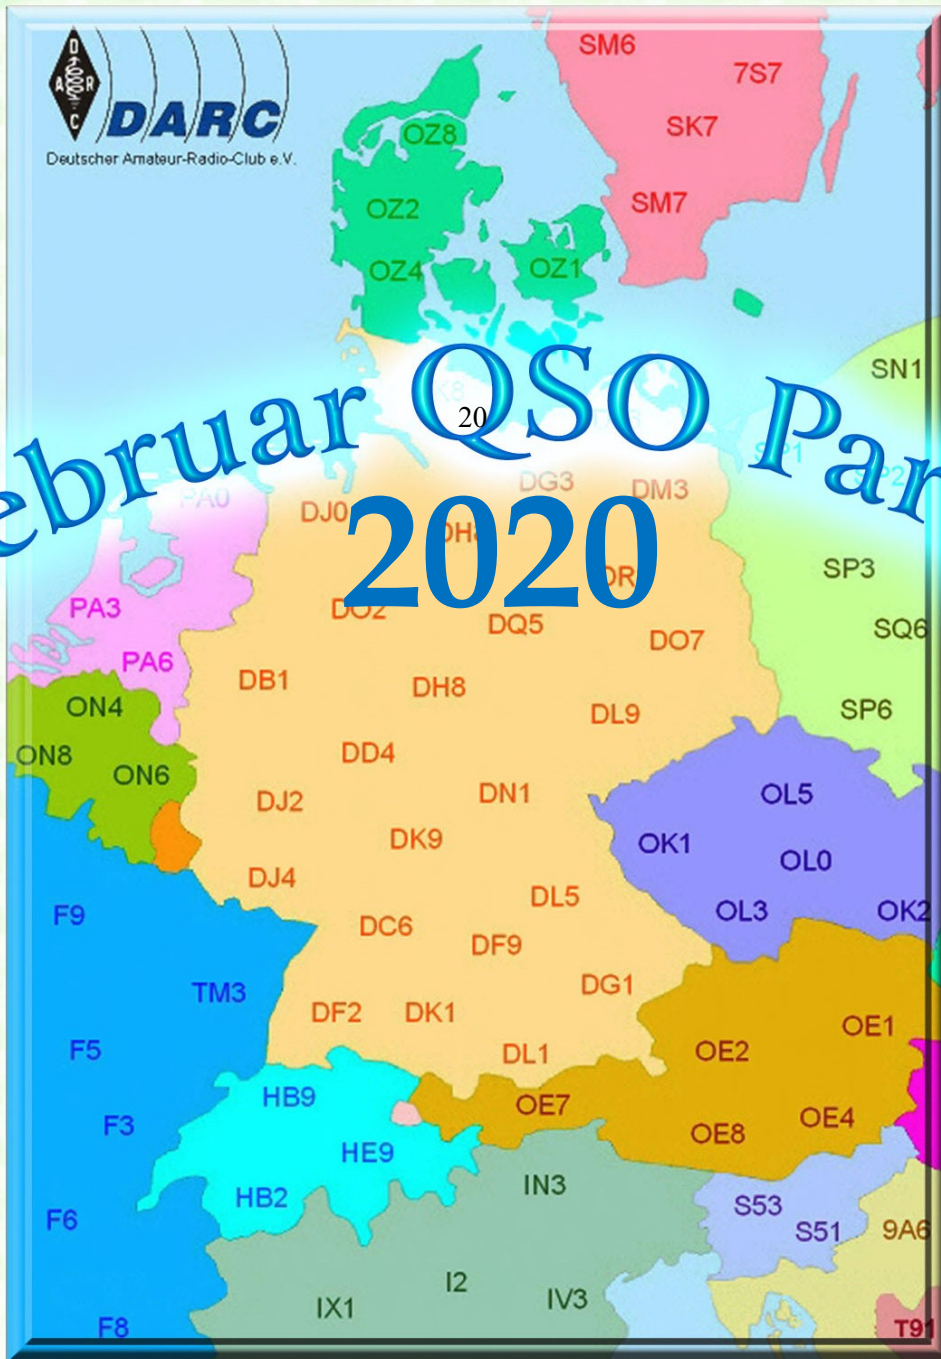 D
A R
C
DARC
Deutscher Amateur-Radio-Club e.V.
SM6
7S7
OZ8
SK7
OZ2
SM7
OZ4
OZ1
SN1
ebruar QSO Par
20
SP1
SP2
PA0
DG3
DM3
DJ0
2020
SP3
PA3
DO2
DQ5
SQ6
DO7
PA6
DB1
DH8
ON4
DL9
SP6
ON8
DD4
ON6
DN1
OL5
DJ2
DK9
OK1
OL0
DJ4
DL5
F9
OL3
OK2
DC6
DF9
DG1
TM3
DF2
DK1
OE1
F5
DL1
OE2
HB9
OE7
F3
OE4
OE8
HE9
IN3
HB2
S53
F6
S51
9A6
I2
IX1
IV3
F8
T91